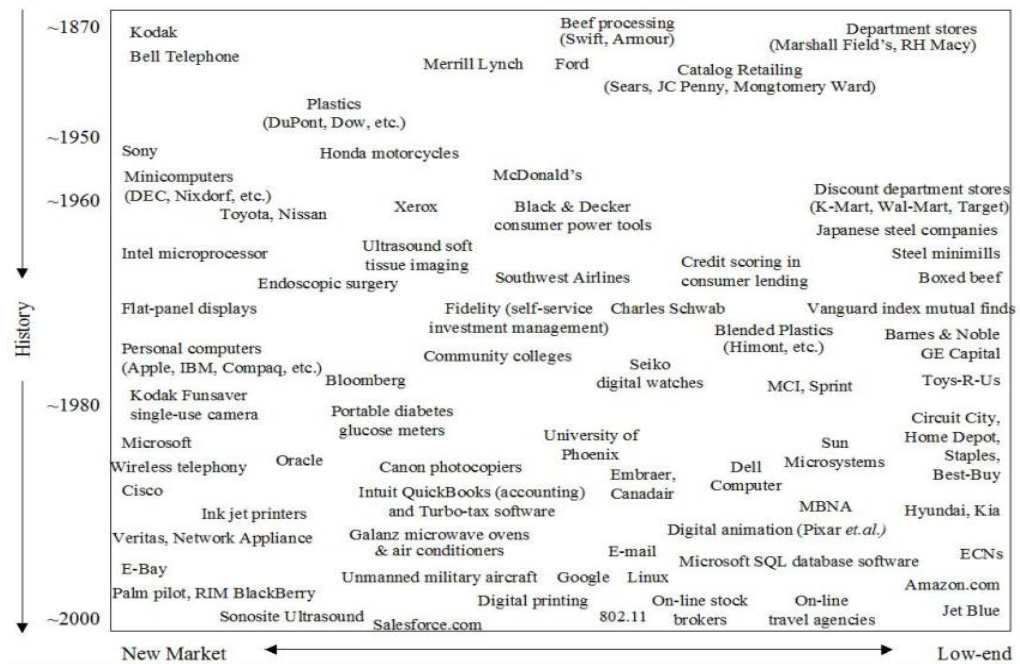 ~1870
Kodak
Beef processing
(Swift, Armour)
Department stores
(Marshall Field's, RH Macy)
Bell Telephone
Merrill Lynch
Ford
Catalog Retailing
(Sears, JC Penny, Mongtomery Ward)
Plastics
(DuPont, Dow, etc.)
~1950
Sony
Honda motorcycles
Minicomputers
(DEC, Nixdorf, etc.)
McDonald's
~1960
Toyota, Nissan
Xerox
Black & Decker
consumer power tools
Discount department stores
(K-Mart, Wal-Mart, Target)
Japanese steel companies
Intel microprocessor
Ultrasound soft
tissue imaging
Steel minimills
Endoscopic surgery
Southwest Airlines
Credit scoring in
consumer lending
Boxed beef
Flat-panel displays
Fidelity (self-service
investment management)
Charles Schwab
Vanguard index mutual finds
Blended Plastics
(Himont, etc.)
Barnes & Noble
GE Capital
Personal computers
(Apple, IBM, Compaq, etc.)
Community colleges
Bloomberg
Seiko
digital watches
MCI, Sprint
Toys-R-Us
~1980
Kodak Funsaver
single-use camera
Portable diabetes
glucose meters
Circuit City,
Home Depot,
Staples,
Best-Buy
Microsoft
University of
Phoenix
Sun
Microsystems
Wireless telephony
Oracle
Canon photocopiers
Embraer,
Canadair
Dell
Computer
Cisco
Intuit QuickBooks (accounting)
and Turbo-tax software
MBNA
Hyundai, Kia
Ink jet printers
Digital animation (Pixar et.al.)
Veritas, Network Appliance
Galanz microwave ovens
& air conditioners
E-mail
Microsoft SQL database software
ECNs
E-Bay
Unmanned military aircraft
Google
Linux
Amazon.com
Palm pilot, RIM BlackBerry
Digital printing
On-line stock
brokers
On-line
travel agencies
Jet Blue
~2000
Sonosite Ultrasound
Salesforce.com
802.11
History
New Market
Low-end